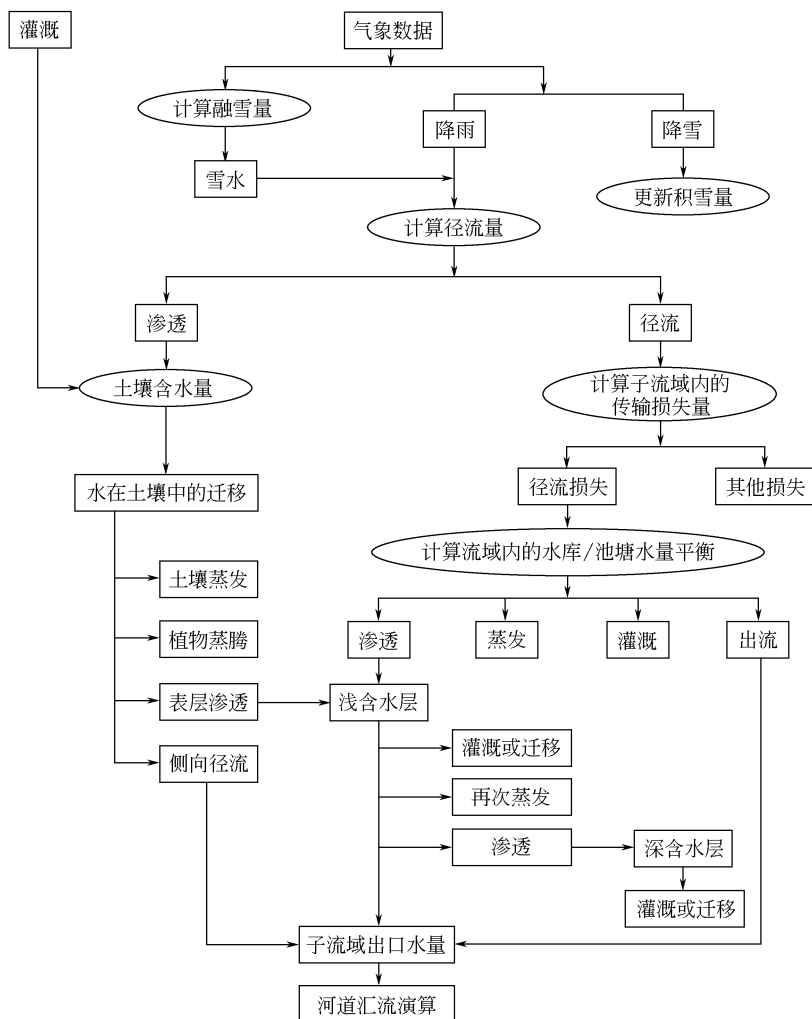 灌溉
气象数据
计算融雪量
降雨
降雪
雪水
更新积雪量
计算径流量
渗透
径流
土壤含水量
计算子流域内的
传输损失量
水在土壤中的迁移
径流损失
其他损失
计算流域内的水库/池塘水量平衡
土壤蒸发
植物蒸腾
渗透
蒸发
灌溉
出流
表层渗透
浅含水层
侧向径流
灌溉或迁移
再次蒸发
渗透
深含水层
灌溉或迁移
子流域出口水量
河道汇流演算